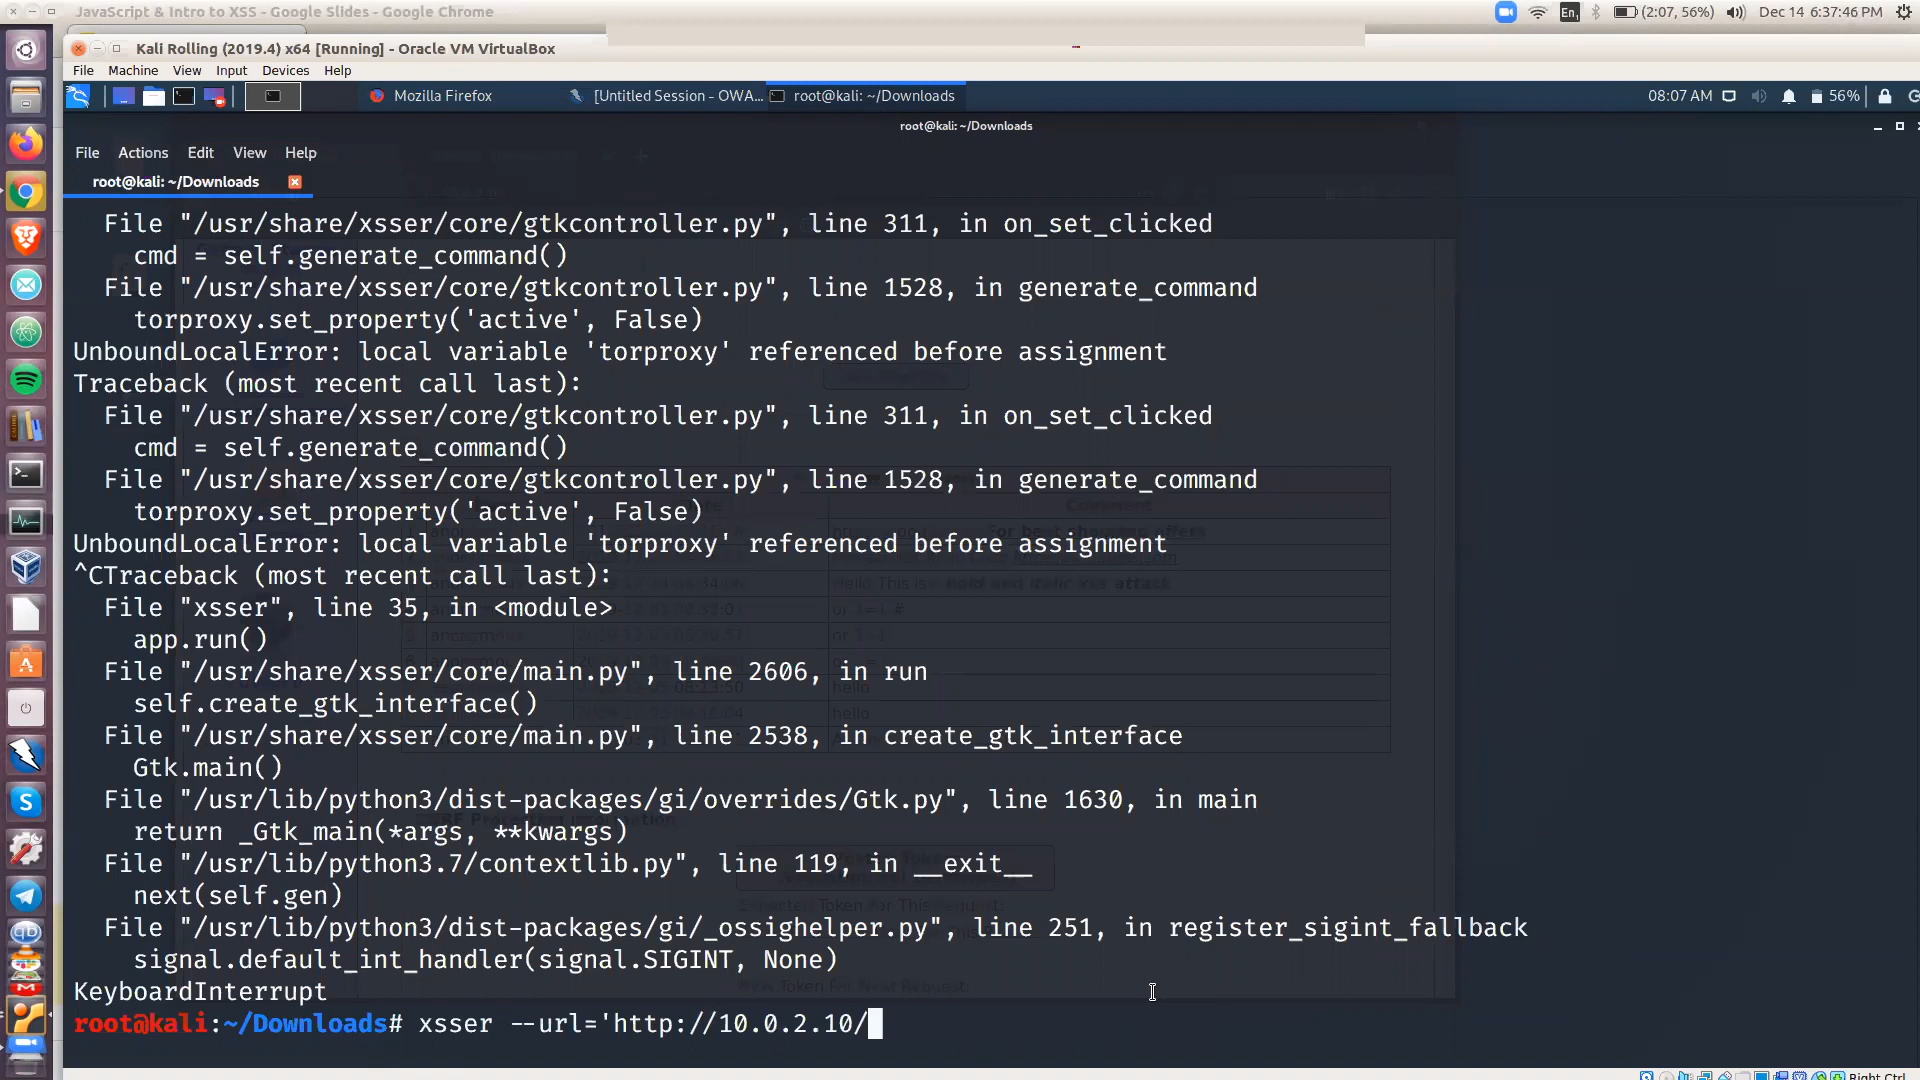 JavaScript & Intro to XSS - Google Slides - Google Chrome
En1
(2:07, 56%)
Dec 14 6:37:46 PM
Kali Rolling (2019.4) x64 [Running] - Oracle VM VirtualBox
File Machine View Input Devices Help
Mozilla Firefox
[Untitled Session - OWA...
root@kali: ~/Downloads
08:07 AM
56%
root@kali: ~/Downloads
File Actions Edit View Help
root@kali: ~/Downloads
File "/usr/share/xsser/core/gtkcontroller.py", line 311, in on_set_clicked
cmd = self.generate_command()
File "/usr/share/xsser/core/gtkcontroller.py", line 1528, in generate_command
torproxy.set_property('active', False)
UnboundLocalError: local variable 'torproxy' referenced before assignment
Traceback (most recent call last):
File "/usr/share/xsser/core/gtkcontroller.py", line 311, in on_set_clicked
cmd = self.generate_command()
File "/usr/share/xsser/core/gtkcontroller.py", line 1528, in generate_command
torproxy.set_property('active', False)
UnboundLocalError: local variable 'torproxy' referenced before assignment
^CTraceback (most recent call last):
File "xsser", line 35, in <module>
app.run()
File "/usr/share/xsser/core/main.py", line 2606, in run
self.create_gtk_interface()
File "/usr/share/xsser/core/main.py", line 2538, in create_gtk_interface
Gtk.main()
File "/usr/lib/python3/dist-packages/gi/overrides/Gtk.py", line 1630, in main
return _Gtk_main(*args, **kwargs)
File "/usr/lib/python3.7/contextlib.py", line 119, in __exit__
next(self.gen)
File "/usr/lib/python3/dist-packages/gi/_ossighelper.py", line 251, in register_sigint_fallback
signal.default_int_handler(signal.SIGINT, None)
KeyboardInterrupt
root@kali:~/Downloads# xsser --url='http://10.0.2.10/
Right Ctrl